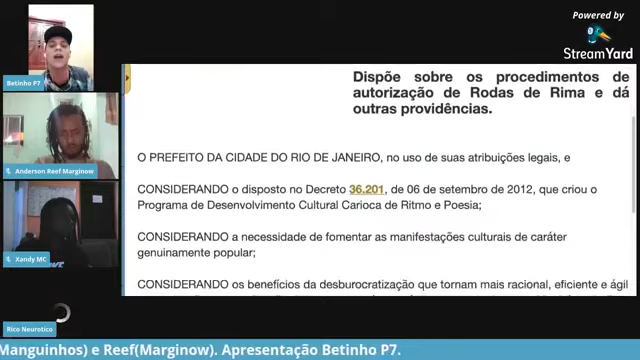 Powered by
StreamYard
Betinho P7
Anderson Reef Marginow
Xandy MC
Rico Neurotico
Dispõe sobre os procedimentos de
autorização de Rodas de Rima e dá
outras providências.
O PREFEITO DA CIDADE DO RIO DE JANEIRO, no uso de suas atribuições legais, e
CONSIDERANDO o disposto no Decreto 36.201, de 06 de setembro de 2012, que criou o
Programa de Desenvolvimento Cultural Carioca de Ritmo e Poesia;
CONSIDERANDO a necessidade de fomentar as manifestações culturais de caráter
genuinamente popular;
CONSIDERANDO os benefícios da desburocratização que tornam mais racional, eficiente e ágil
Manguinhos) e Reef(Marginow). Apresentação Betinho P7.